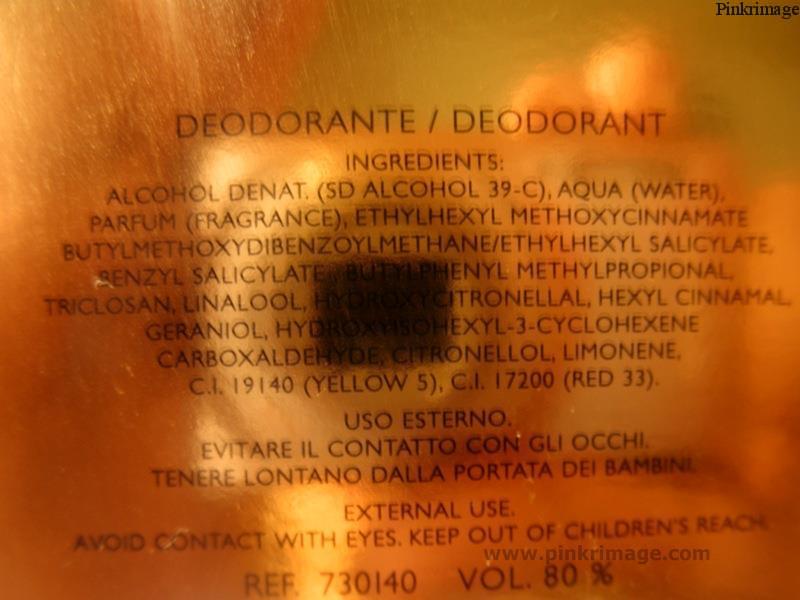 Pinkrimage
DEODORANTE / DEODORANT
INGREDIENTS:
ALCOHOL DENAT. (SD ALCOHOL 39-C), AQUA (WATER),
PARFUM (FRAGRANCE), ETHYLHEXYL METHOXYCINNAMATE
BUTYLMETHOXYDIBENZOYLMETHANE/ETHYLHEXYL SALICYLATE,
BENZYL SALICYLATE, BUTYLPHENYL METHYLPROPIONAL,
TRICLOSAN, LINALOOL, HYDROXYCITRONELLAL, HEXYL CINNAMAL,
GERANIOL, HYDROXYISOHEXYL-3-CYCLOHEXENE
CARBOXALDEHYDE, CITRONELLOL, LIMONENE,
C.I. 19140 (YELLOW 5), C.I. 17200 (RED 33).
USO ESTERNO.
EVITARE IL CONTATTO CON GLI OCCHI.
TENERE LONTANO DALLA PORTATA DEI BAMBINI.
EXTERNAL USE.
AVOID CONTACT WITH EYES. KEEP OUT OF CHILDREN'S REACH.
www.pinkrimage.com
REF. 730140 VOL. 80 %